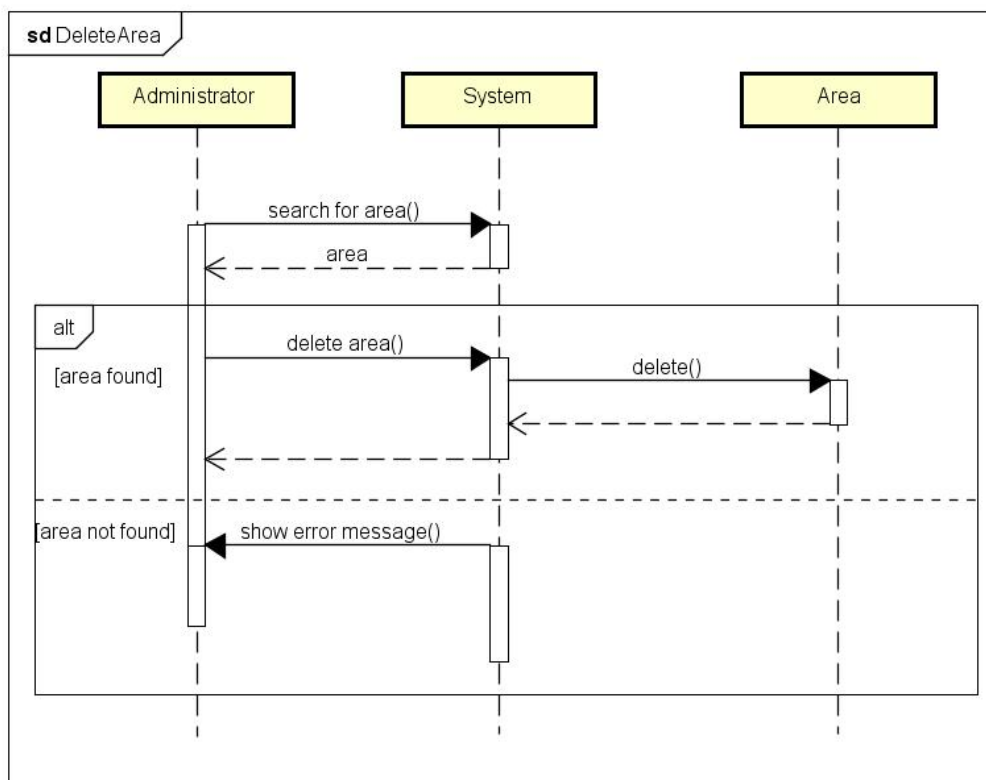 sd DeleteArea
Administrator
System
Area
search for area()
area
alt
delete area()
[area found]
delete()
[area not found]
show error message()